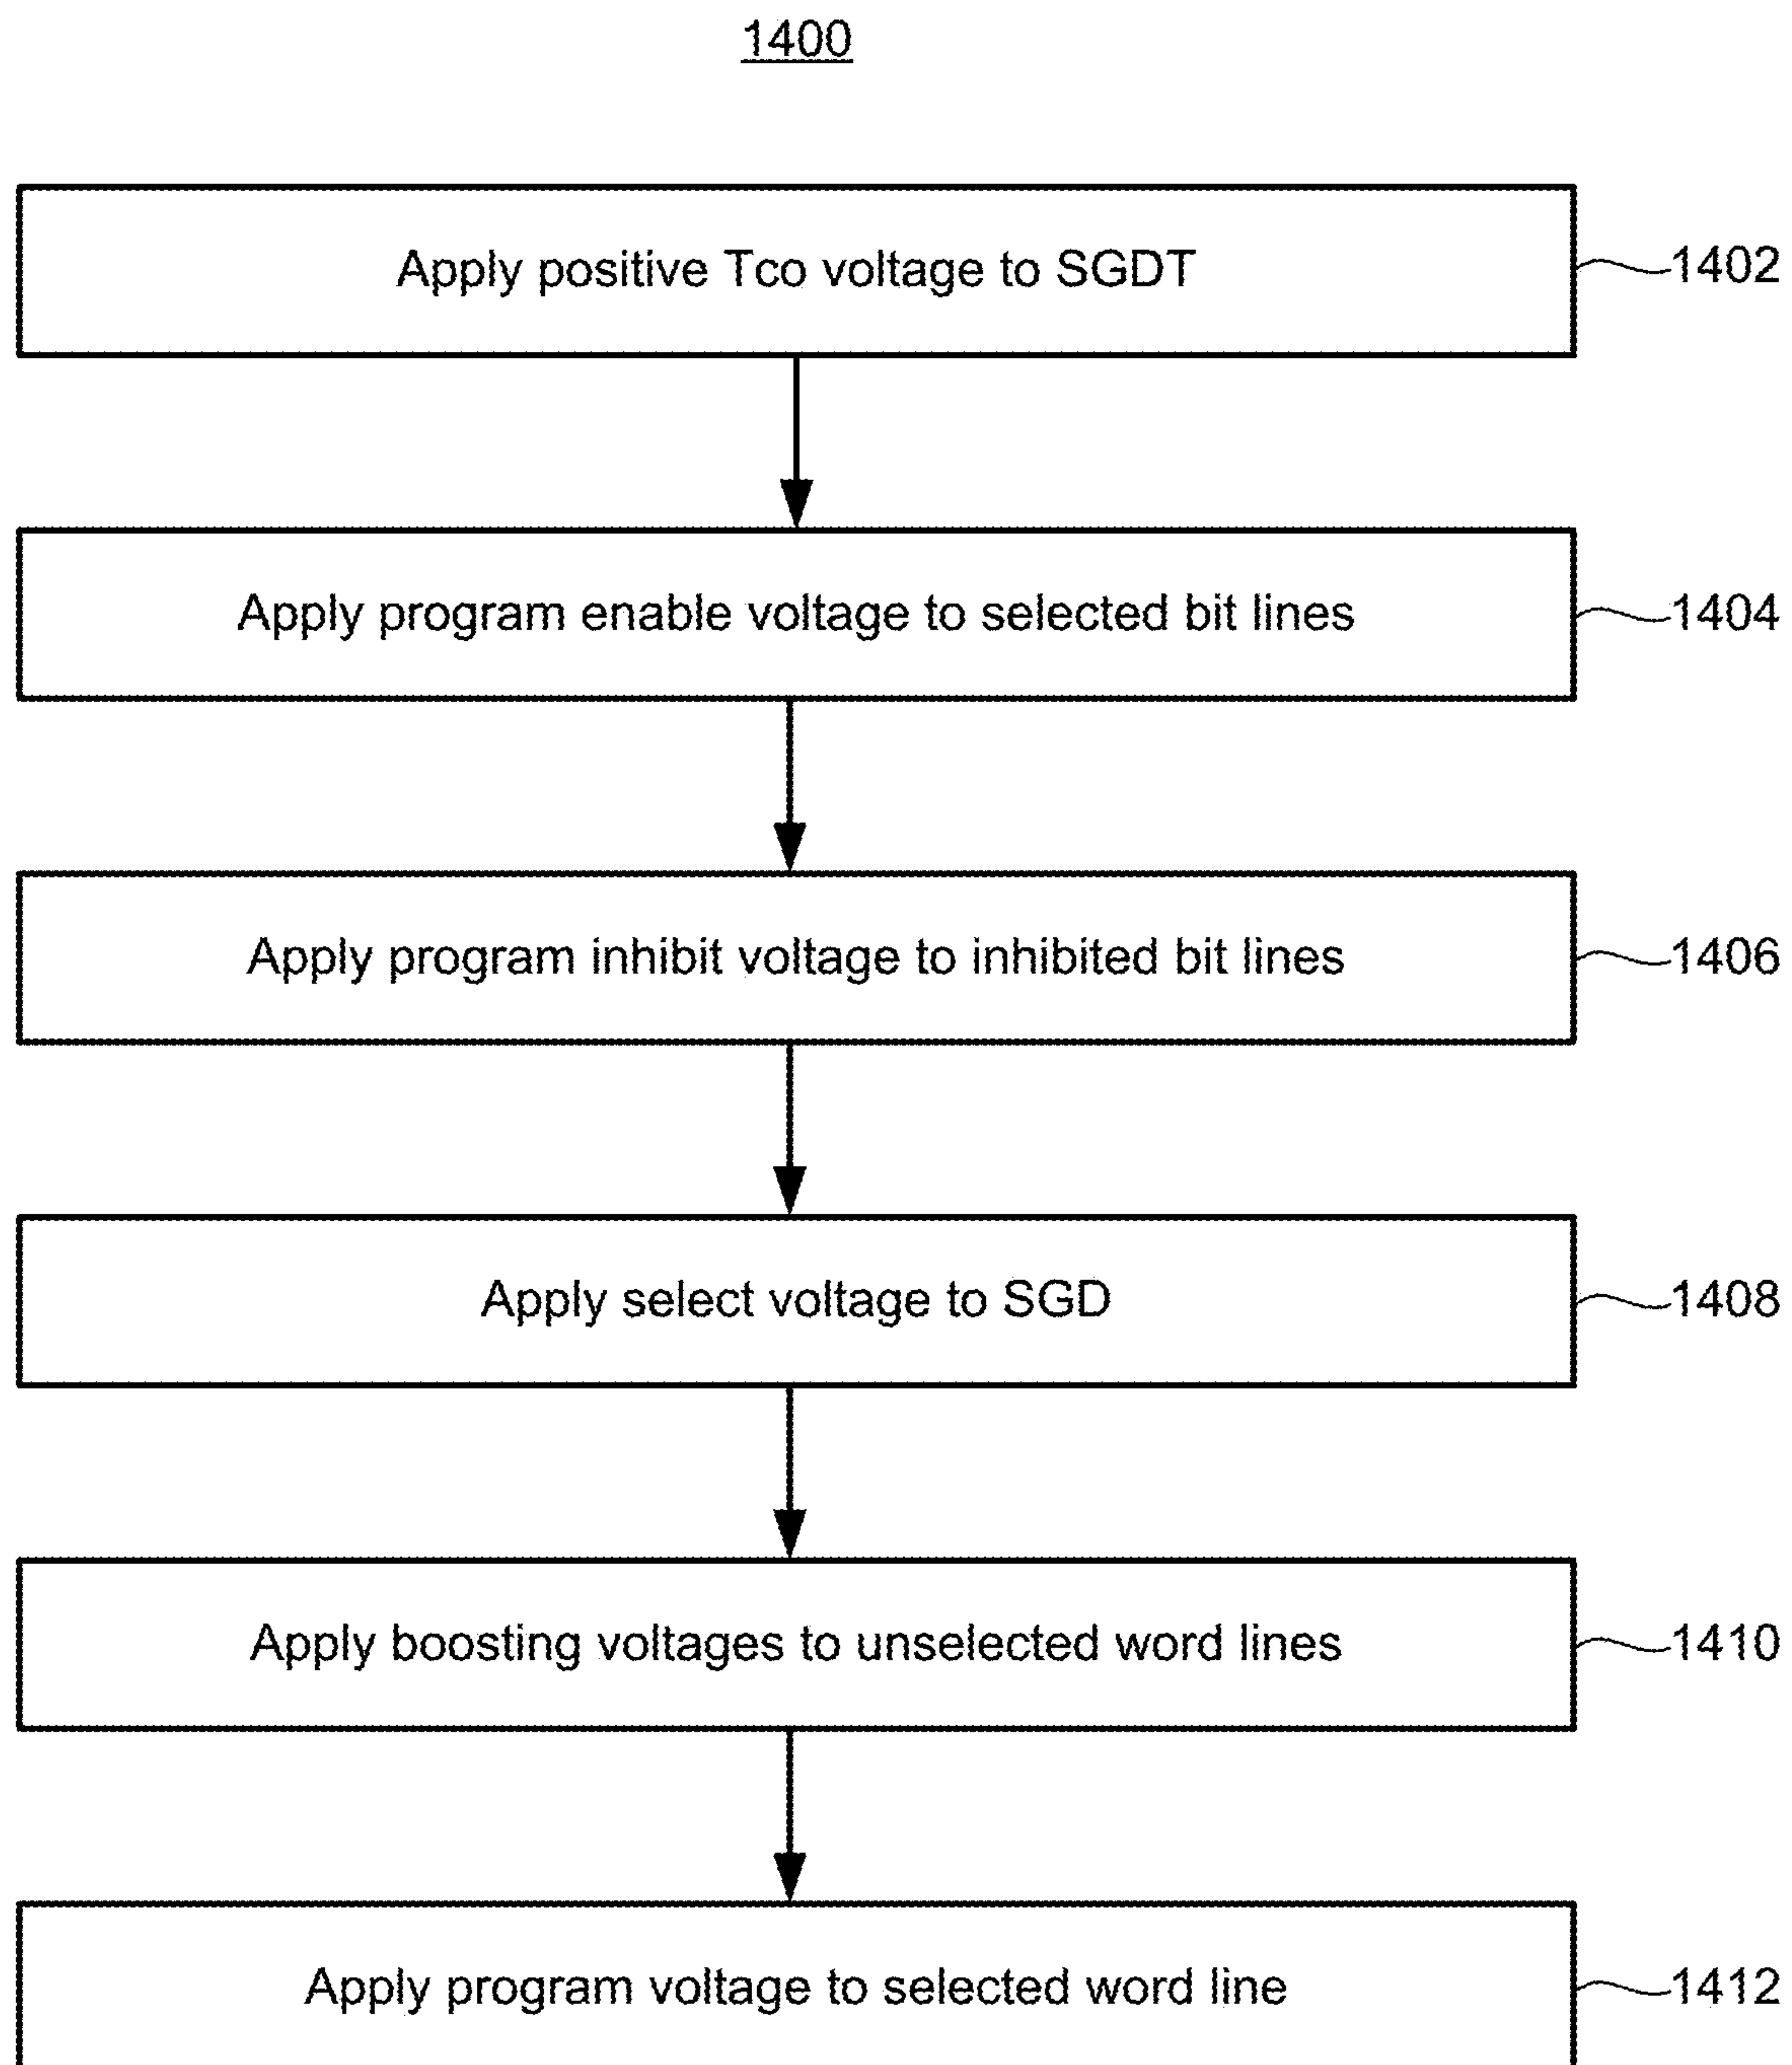 1400
Apply positive Tco voltage to SGDT
1402
Apply program enable voltage to selected bit lines
1404
Apply program inhibit voltage to inhibited bit lines
1406
Apply select voltage to SGD
1408
Apply boosting voltages to unselected word lines
1410
Apply program voltage to selected word line
1412